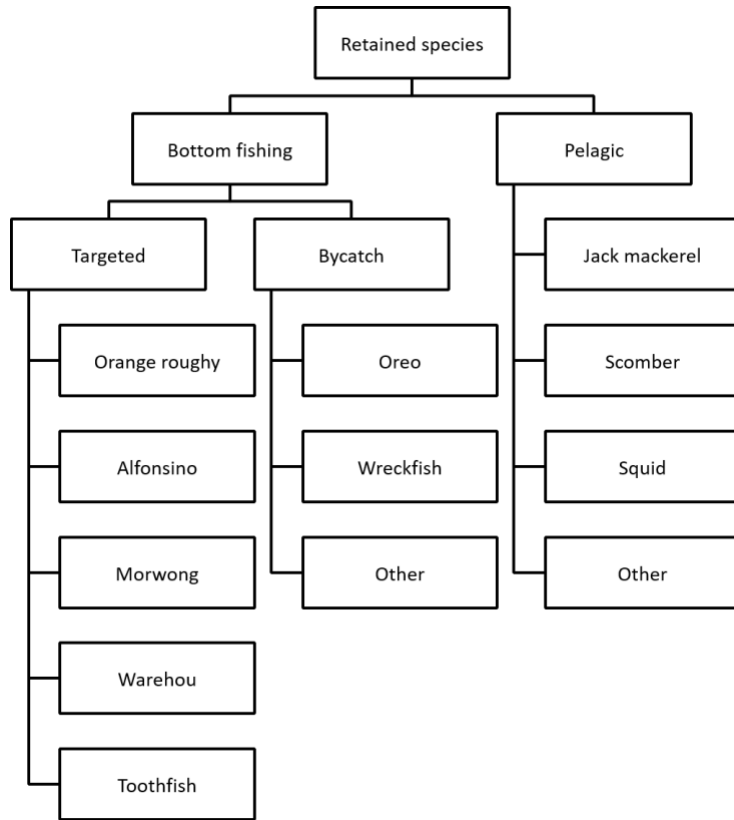 Retained species
Bottom fishing
Pelagic
Targeted
Bycatch
Jack mackerel
Orange roughy
Oreo
Scomber
Alfonsino
Wreckfish
Squid
Morwong
Other
Other
Warehou
Toothfish